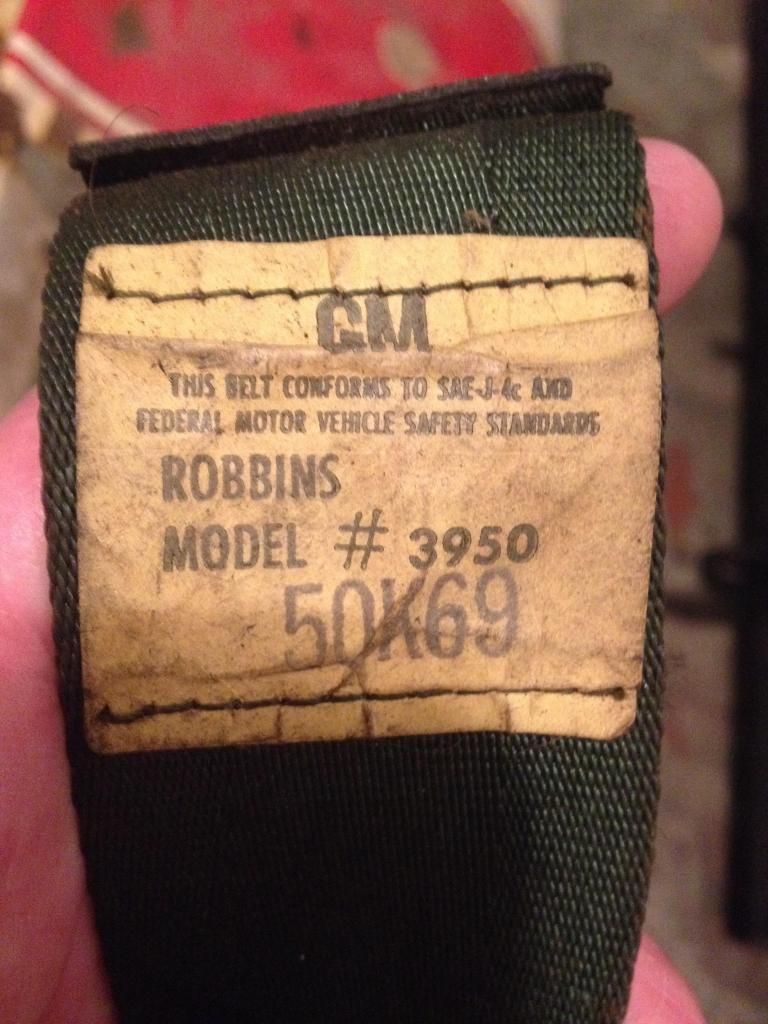 GM
THIS BELT CONFORMS TO SAE-J-4c AND
FEDERAL MOTOR VEHICLE SAFETY STANDARDS
ROBBINS
MODEL # 3950
50K69